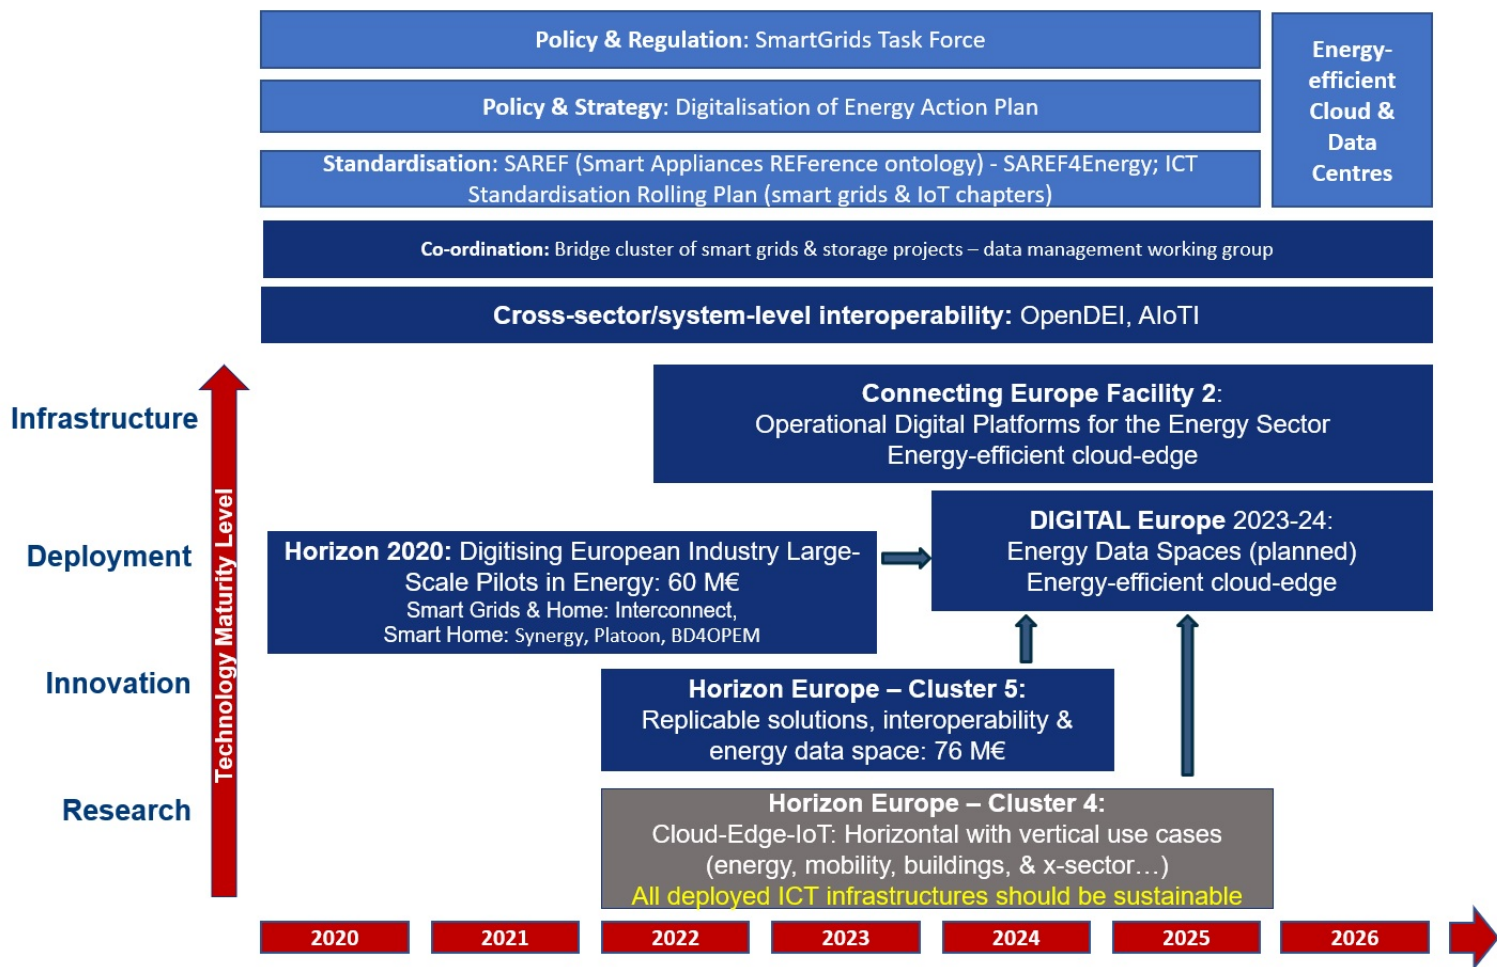 Policy & Regulation: SmartGrids Task Force
Policy & Strategy: Digitalisation of Energy Action Plan
Standardisation: SAREF (Smart Appliances REFerence ontology) - SAREF4Energy; ICT
Standardisation Rolling Plan (smart grids & IoT chapters)
Energy-
efficient
Cloud &
Data
Centres
Co-ordination: Bridge cluster of smart grids & storage projects – data management working group
Cross-sector/system-level interoperability: OpenDEI, AIoTI
Technology Maturity Level
Infrastructure
Connecting Europe Facility 2:
Operational Digital Platforms for the Energy Sector
Energy-efficient cloud-edge
Deployment
Horizon 2020: Digitising European Industry Large-
Scale Pilots in Energy: 60 M€
Smart Grids & Home: Interconnect,
Smart Home: Synergy, Platoon, BD4OPEM
DIGITAL Europe 2023-24:
Energy Data Spaces (planned)
Energy-efficient cloud-edge
Innovation
Horizon Europe – Cluster 5:
Replicable solutions, interoperability &
energy data space: 76 M€
Research
Horizon Europe – Cluster 4:
Cloud-Edge-IoT: Horizontal with vertical use cases
(energy, mobility, buildings, & x-sector…)
All deployed ICT infrastructures should be sustainable
2020
2021
2022
2023
2024
2025
2026